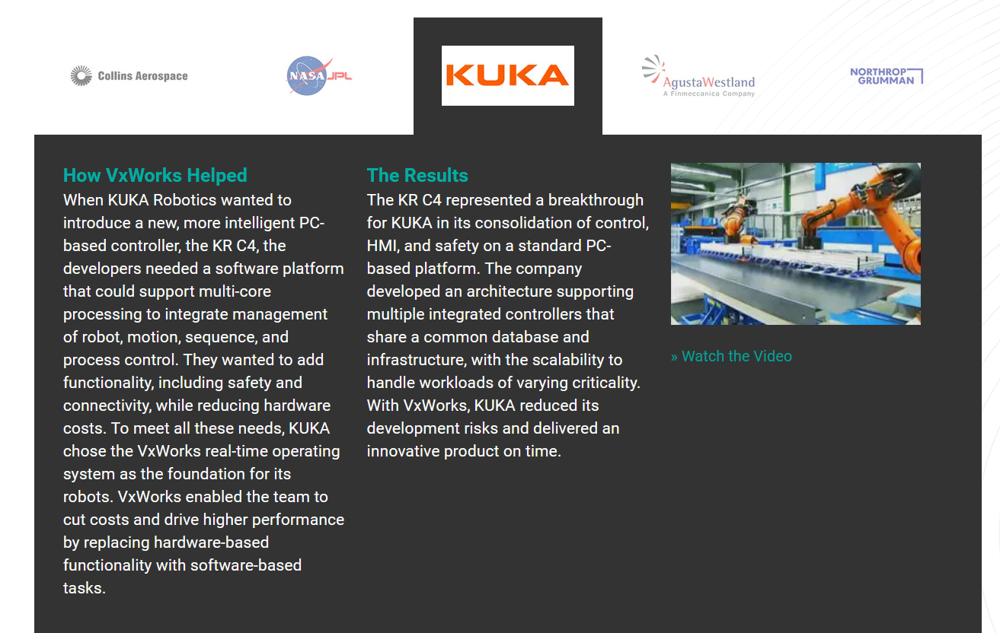 Collins Aerospace
NASA JPL
KUKA
AgustaWestland
A Finmeccanica Company
NORTHROP
GRUMMAN
How VxWorks Helped
When KUKA Robotics wanted to
introduce a new, more intelligent PC-
based controller, the KR C4, the
developers needed a software platform
that could support multi-core
processing to integrate management
of robot, motion, sequence, and
process control. They wanted to add
functionality, including safety and
connectivity, while reducing hardware
costs. To meet all these needs, KUKA
chose the VxWorks real-time operating
system as the foundation for its
robots. VxWorks enabled the team to
cut costs and drive higher performance
by replacing hardware-based
functionality with software-based
tasks.
The Results
The KR C4 represented a breakthrough
for KUKA in its consolidation of control,
HMI, and safety on a standard PC-
based platform. The company
developed an architecture supporting
multiple integrated controllers that
share a common database and
infrastructure, with the scalability to
handle workloads of varying criticality.
With VxWorks, KUKA reduced its
development risks and delivered an
innovative product on time.
» Watch the Video